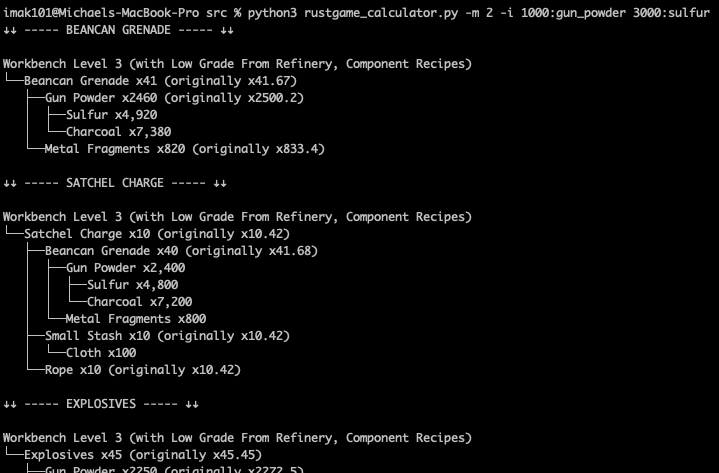 imak101@Michaels-MacBook-Pro src % python3 rustgame_calculator.py -m 2 -i 1000:gun_powder 3000:sulfur
↓↓ ----- BEANCAN GRENADE ----- ↓↓
Workbench Level 3 (with Low Grade From Refinery, Component Recipes)
└──Beancan Grenade x41 (originally x41.67)
   ├──Gun Powder x2460 (originally x2500.2)
   │  ├──Sulfur x4,920
   │  └──Charcoal x7,380
   └──Metal Fragments x820 (originally x833.4)
↓↓ ----- SATCHEL CHARGE ----- ↓↓
Workbench Level 3 (with Low Grade From Refinery, Component Recipes)
└──Satchel Charge x10 (originally x10.42)
   ├──Beancan Grenade x40 (originally x41.68)
   │  ├──Gun Powder x2,400
   │  │  ├──Sulfur x4,800
   │  │  └──Charcoal x7,200
   │  └──Metal Fragments x800
   ├──Small Stash x10 (originally x10.42)
   │  └──Cloth x100
   └──Rope x10 (originally x10.42)
↓↓ ----- EXPLOSIVES ----- ↓↓
Workbench Level 3 (with Low Grade From Refinery, Component Recipes)
└──Explosives x45 (originally x45.45)
   ├──Gun Powder x2250 (originally x2272.5)